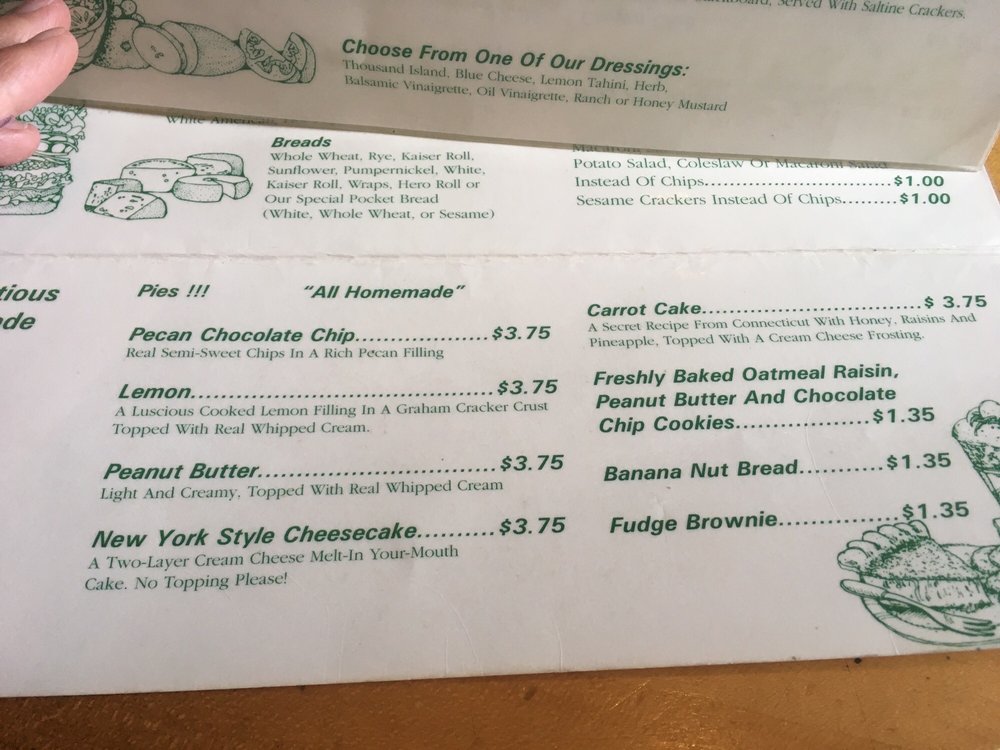 Served With Saltine Crackers.
Choose From One Of Our Dressings:
Thousand Island, Blue Cheese, Lemon Tahini, Herb,
Balsamic Vinaigrette, Oil Vinaigrette, Ranch or Honey Mustard
White American,
Breads
Whole Wheat, Rye, Kaiser Roll,
Sunflower, Pumpernickel, White,
Kaiser Roll, Wraps, Hero Roll or
Our Special Pocket Bread
(White, Whole Wheat, or Sesame)
Potato Salad, Coleslaw Or Macaroni Salad
Instead Of Chips..............................$1.00
Sesame Crackers Instead Of Chips.........$1.00
Pies !!! "All Homemade"
Pecan Chocolate Chip...................$3.75
Real Semi-Sweet Chips In A Rich Pecan Filling
Lemon...........................................$3.75
A Luscious Cooked Lemon Filling In A Graham Cracker Crust
Topped With Real Whipped Cream.
Peanut Butter.................................$3.75
Light And Creamy, Topped With Real Whipped Cream
New York Style Cheesecake..........$3.75
A Two-Layer Cream Cheese Melt-In Your-Mouth
Cake. No Topping Please!
Carrot Cake...............................$ 3.75
A Secret Recipe From Connecticut With Honey, Raisins And
Pineapple, Topped With A Cream Cheese Frosting.
Freshly Baked Oatmeal Raisin,
Peanut Butter And Chocolate
Chip Cookies...................$1.35
Banana Nut Bread...........$1.35
Fudge Brownie.................$1.35